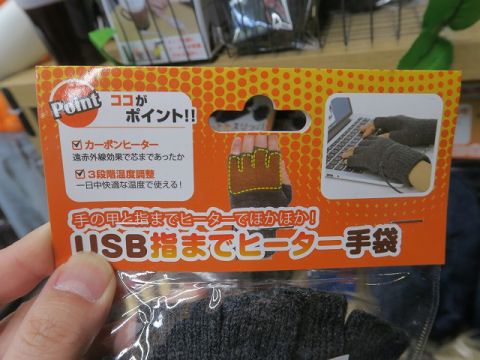 Point
ココが
ポイント!!
カーボンヒーター
遠赤外線効果で芯まであったか
3段階温度調整
一日中快適な温度で使える!
手の甲と指までヒーターでほかほか!
USB指までヒーター手袋